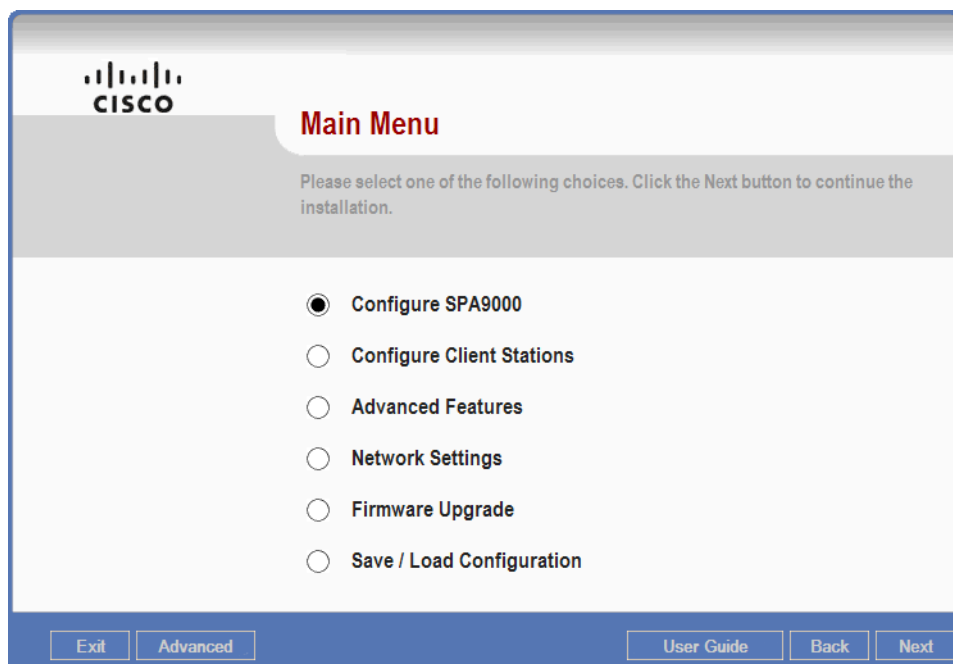 CISCO
Main Menu
Please select one of the following choices. Click the Next button to continue the
installation.
Configure SPA9000
Configure Client Stations
Advanced Features
Network Settings
Firmware Upgrade
Save / Load Configuration
Exit Advanced User Guide Back Next